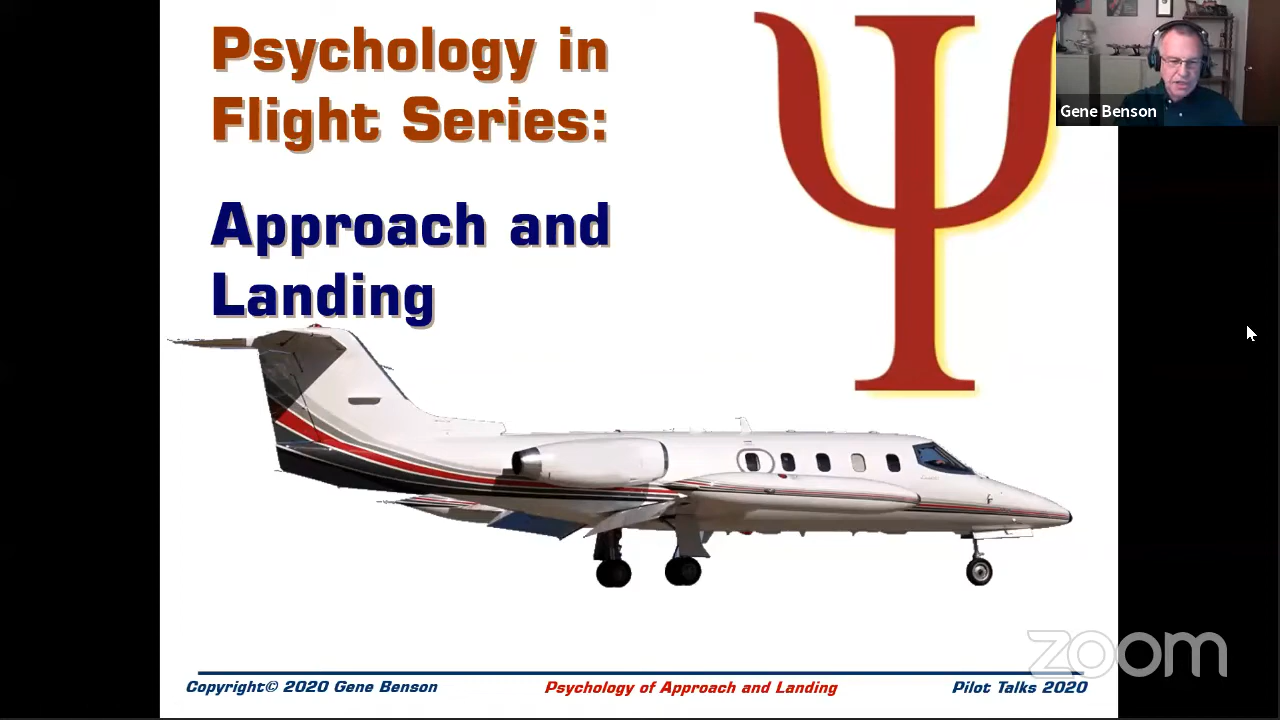 Psychology in
Flight Series:
Approach and
Landing
Ψ
Gene Benson
zoom
Copyright© 2020 Gene Benson
Psychology of Approach and Landing
Pilot Talks 2020